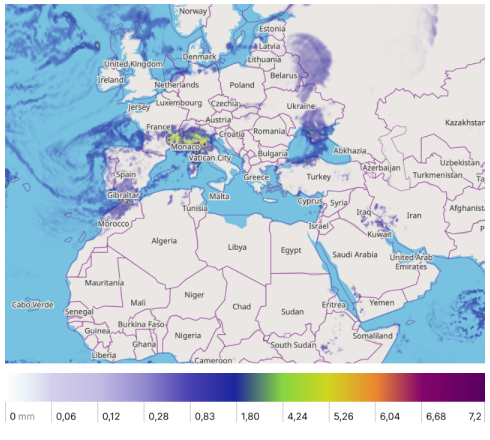 Norway
Estonia
Latvia
Denmark
Lithuania
United Kingdom
Belarus
Ireland
Netherlands
Poland
Jersey
Luxembourg
Czechia
Ukraine
Austria
Kazakhstan
France
Croatia
Romania
Monaco
Abkhazia
Bulgaria
Vatican City
Azerbaijan
Uzbekistan
Spain
Greece
Turkey
Turkmenistan
Gibraltar
Malta
Cyprus
Syria
Tunisia
Iraq
Iran
Afghanist
Morocco
Israel
Kuwait
Algeria
Libya
Egypt
Saudi Arabia
United Arab
Emirates
Mauritania
Mali
Niger
Cabo Verde
Chad
Sudan
Eritrea
Yemen
Senegal
Burkina Faso
Guinea
Ghana
Nigeria
South Sudan
Somaliland
Liberia
Cameroon
0 mm 0,06 0,12 0,28 0,83 1,80 4,24 5,26 6,04 6,68 7,2